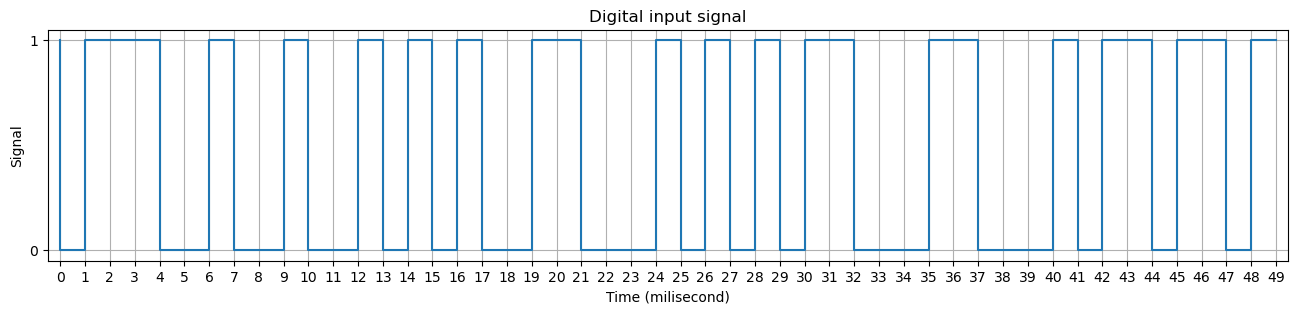 Digital input signal
1
Signal
0
0 1 2 3 4 5 6 7 8 9 10 11 12 13 14 15 16 17 18 19 20 21 22 23 24 25 26 27 28 29 30 31 32 33 34 35 36 37 38 39 40 41 42 43 44 45 46 47 48 49
Time (milisecond)